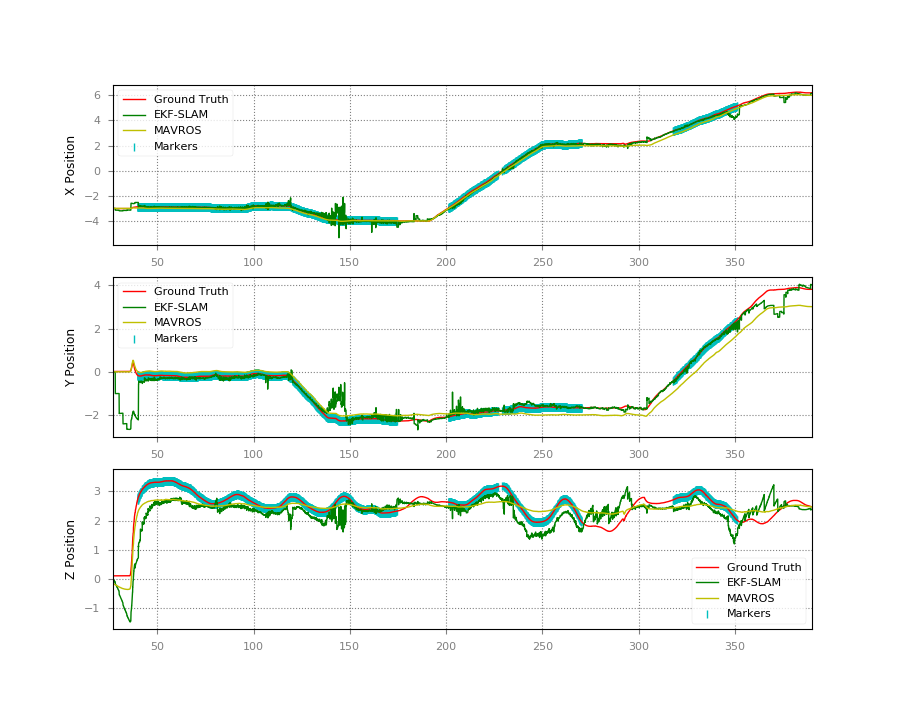 X Position
6
4
2
0
−2
−4
Ground Truth
EKF-SLAM
MAVROS
Markers
50 100 150 200 250 300 350
Y Position
4
2
0
−2
Ground Truth
EKF-SLAM
MAVROS
Markers
50 100 150 200 250 300 350
Z Position
3
2
1
0
−1
Ground Truth
EKF-SLAM
MAVROS
Markers
50 100 150 200 250 300 350